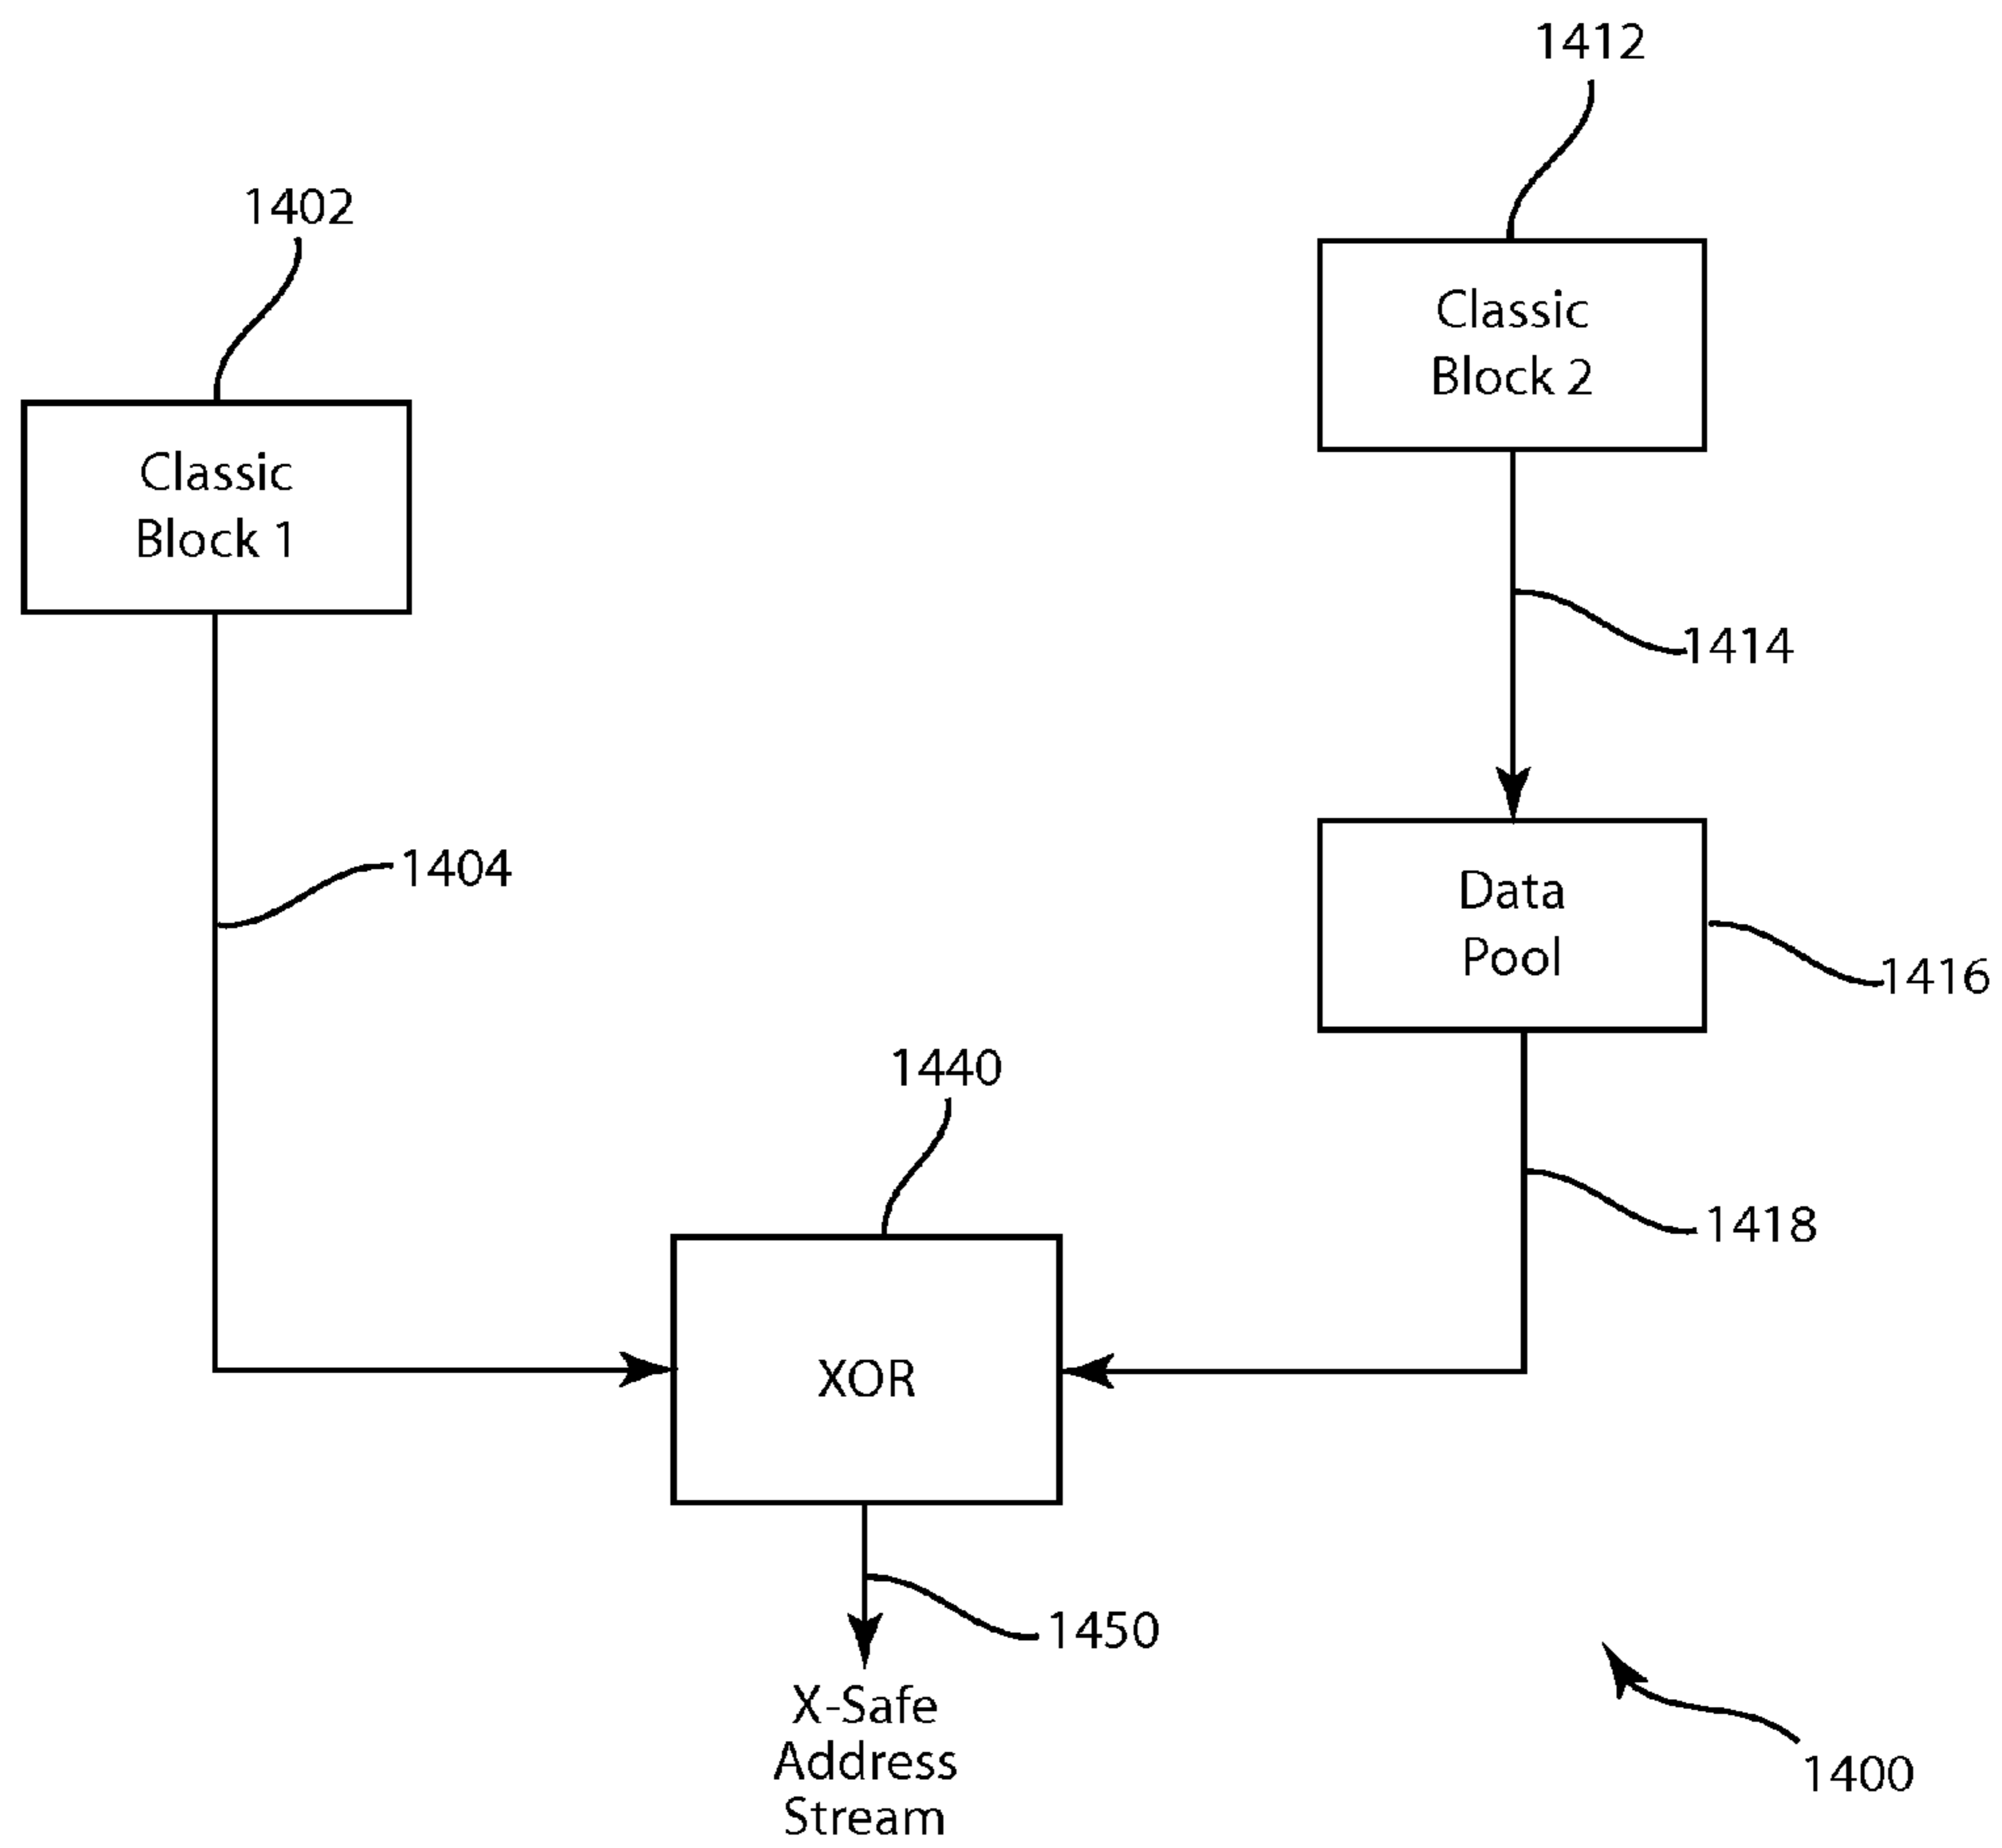 1412
1402
Classic
Block 2
Classic
Block 1
1414
1404
Data
Pool
1416
1440
1418
XOR
1450
X-Safe
Address
Stream
1400